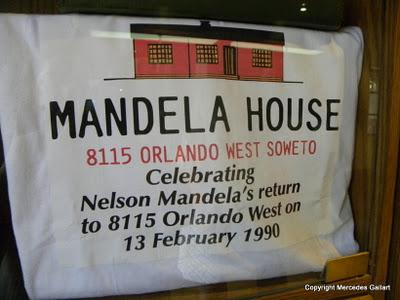 MANDELA HOUSE
8115 ORLANDO WEST SOWETO
Celebrating
Nelson Mandela's return
to 8115 Orlando West on
13 February 1990
Copyright Mercedes Gallart